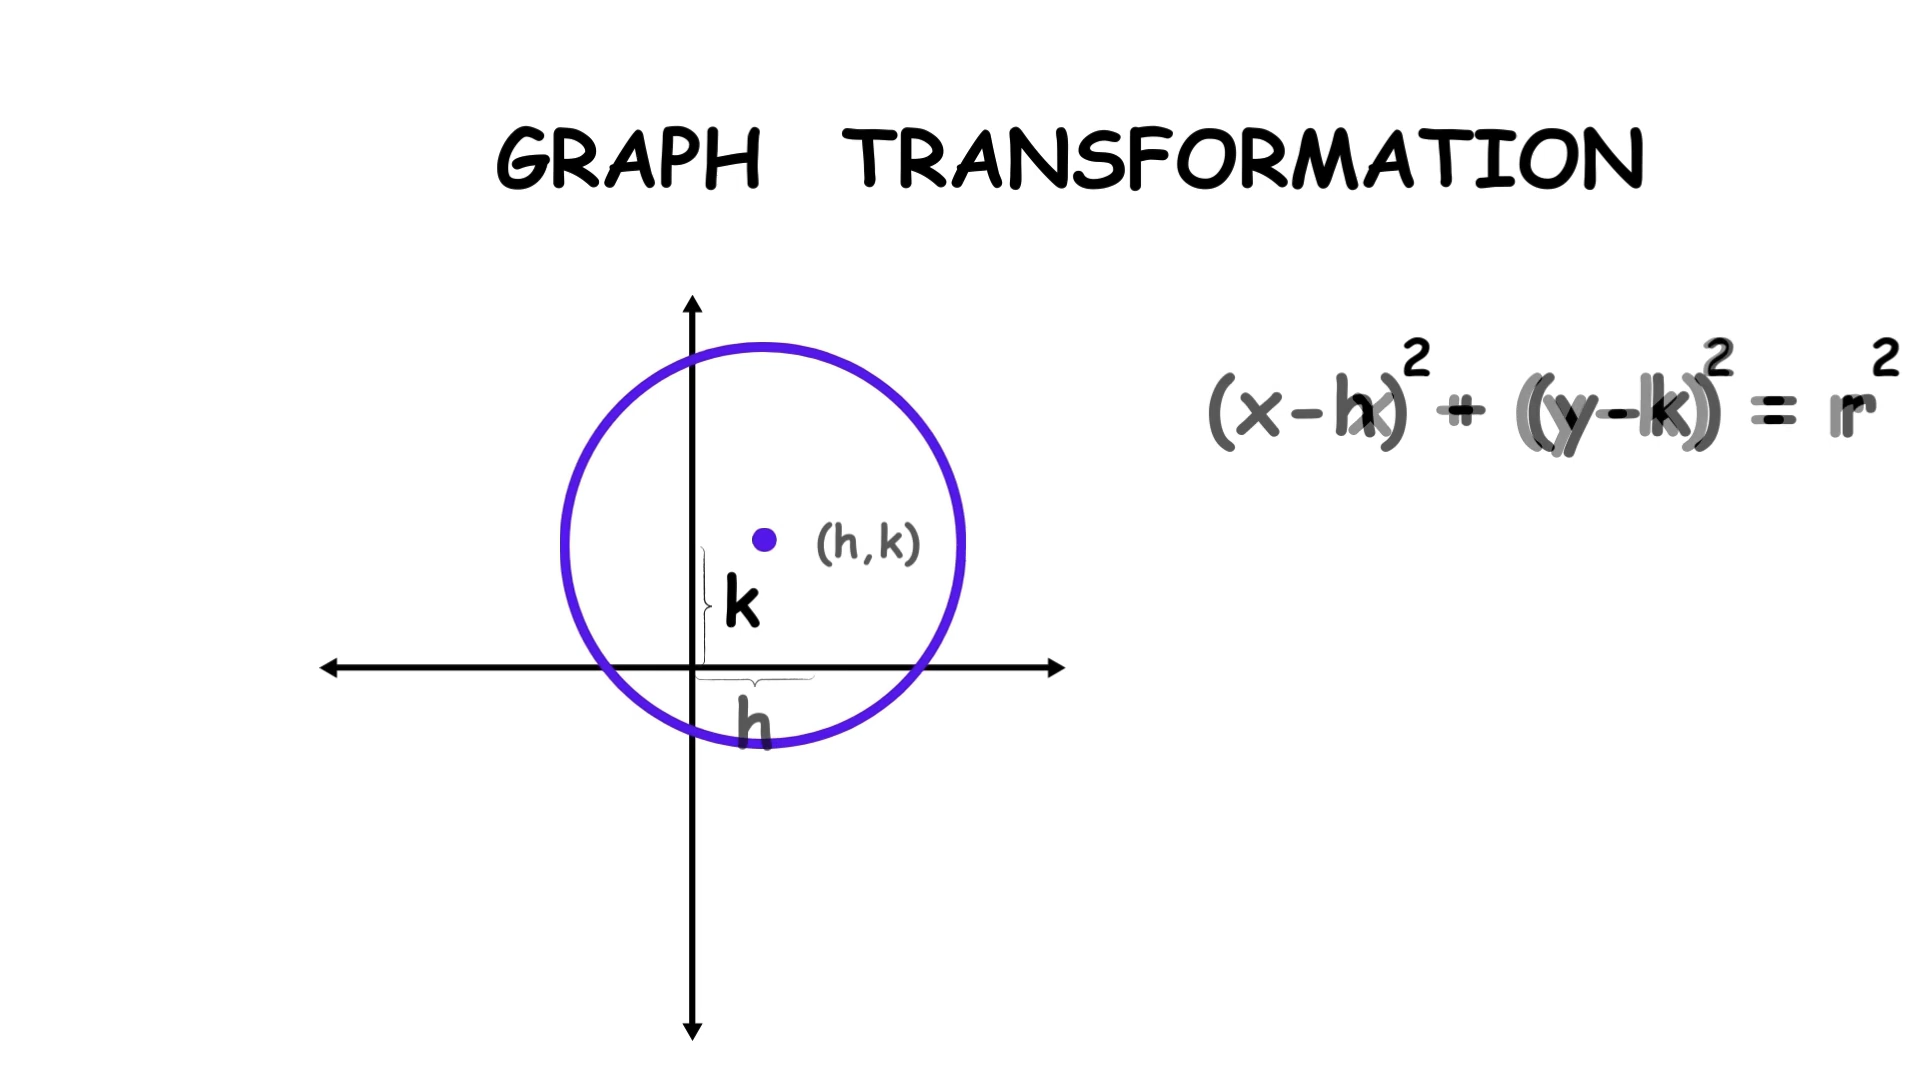 GRAPH TRANSFORMATION
(x-h)² + (y-k)² = r²
(h,k)
k
h